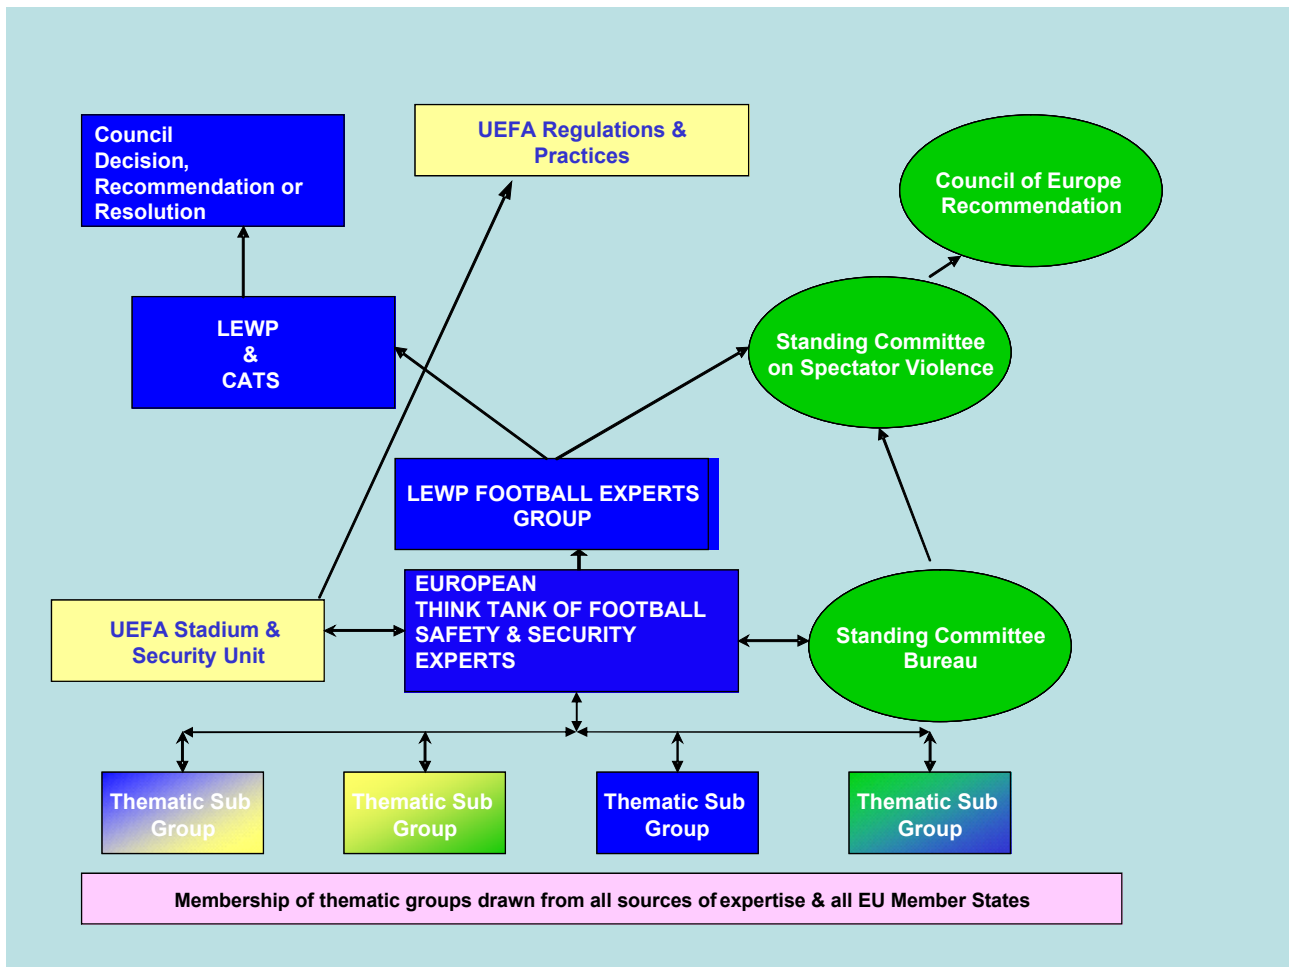 Council
Decision,
Recommendation or
Resolution
UEFA Regulations &
Practices
Council of Europe
Recommendation
LEWP
&
CATS
Standing Committee
on Spectator Violence
LEWP FOOTBALL EXPERTS
GROUP
EUROPEAN
THINK TANK OF FOOTBALL
SAFETY & SECURITY
EXPERTS
UEFA Stadium &
Security Unit
Standing Committee
Bureau
Thematic Sub
Group
Thematic Sub
Group
Thematic Sub
Group
Thematic Sub
Group
Membership of thematic groups drawn from all sources of expertise & all EU Member States